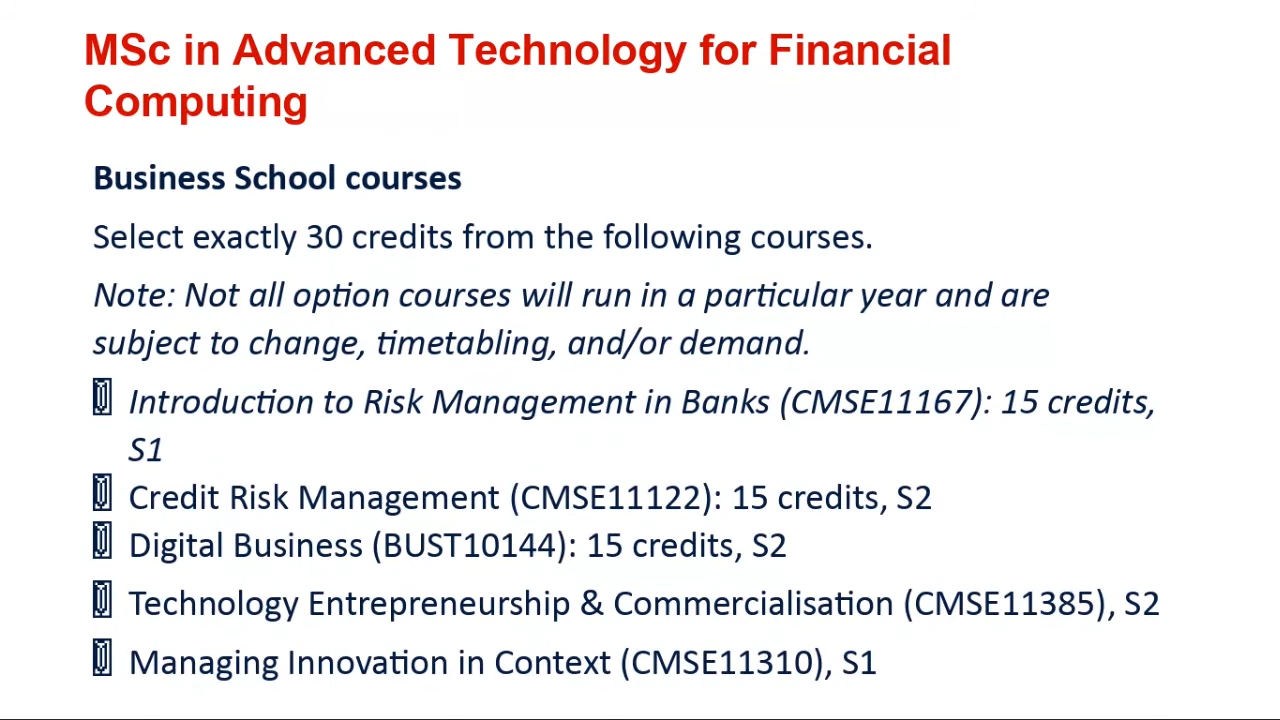 MSc in Advanced Technology for Financial
Computing
Business School courses
Select exactly 30 credits from the following courses.
Note: Not all option courses will run in a particular year and are
subject to change, timetabling, and/or demand.
Introduction to Risk Management in Banks (CMSE11167): 15 credits,
S1
Credit Risk Management (CMSE11122): 15 credits, S2
Digital Business (BUST10144): 15 credits, S2
Technology Entrepreneurship & Commercialisation (CMSE11385), S2
Managing Innovation in Context (CMSE11310), S1